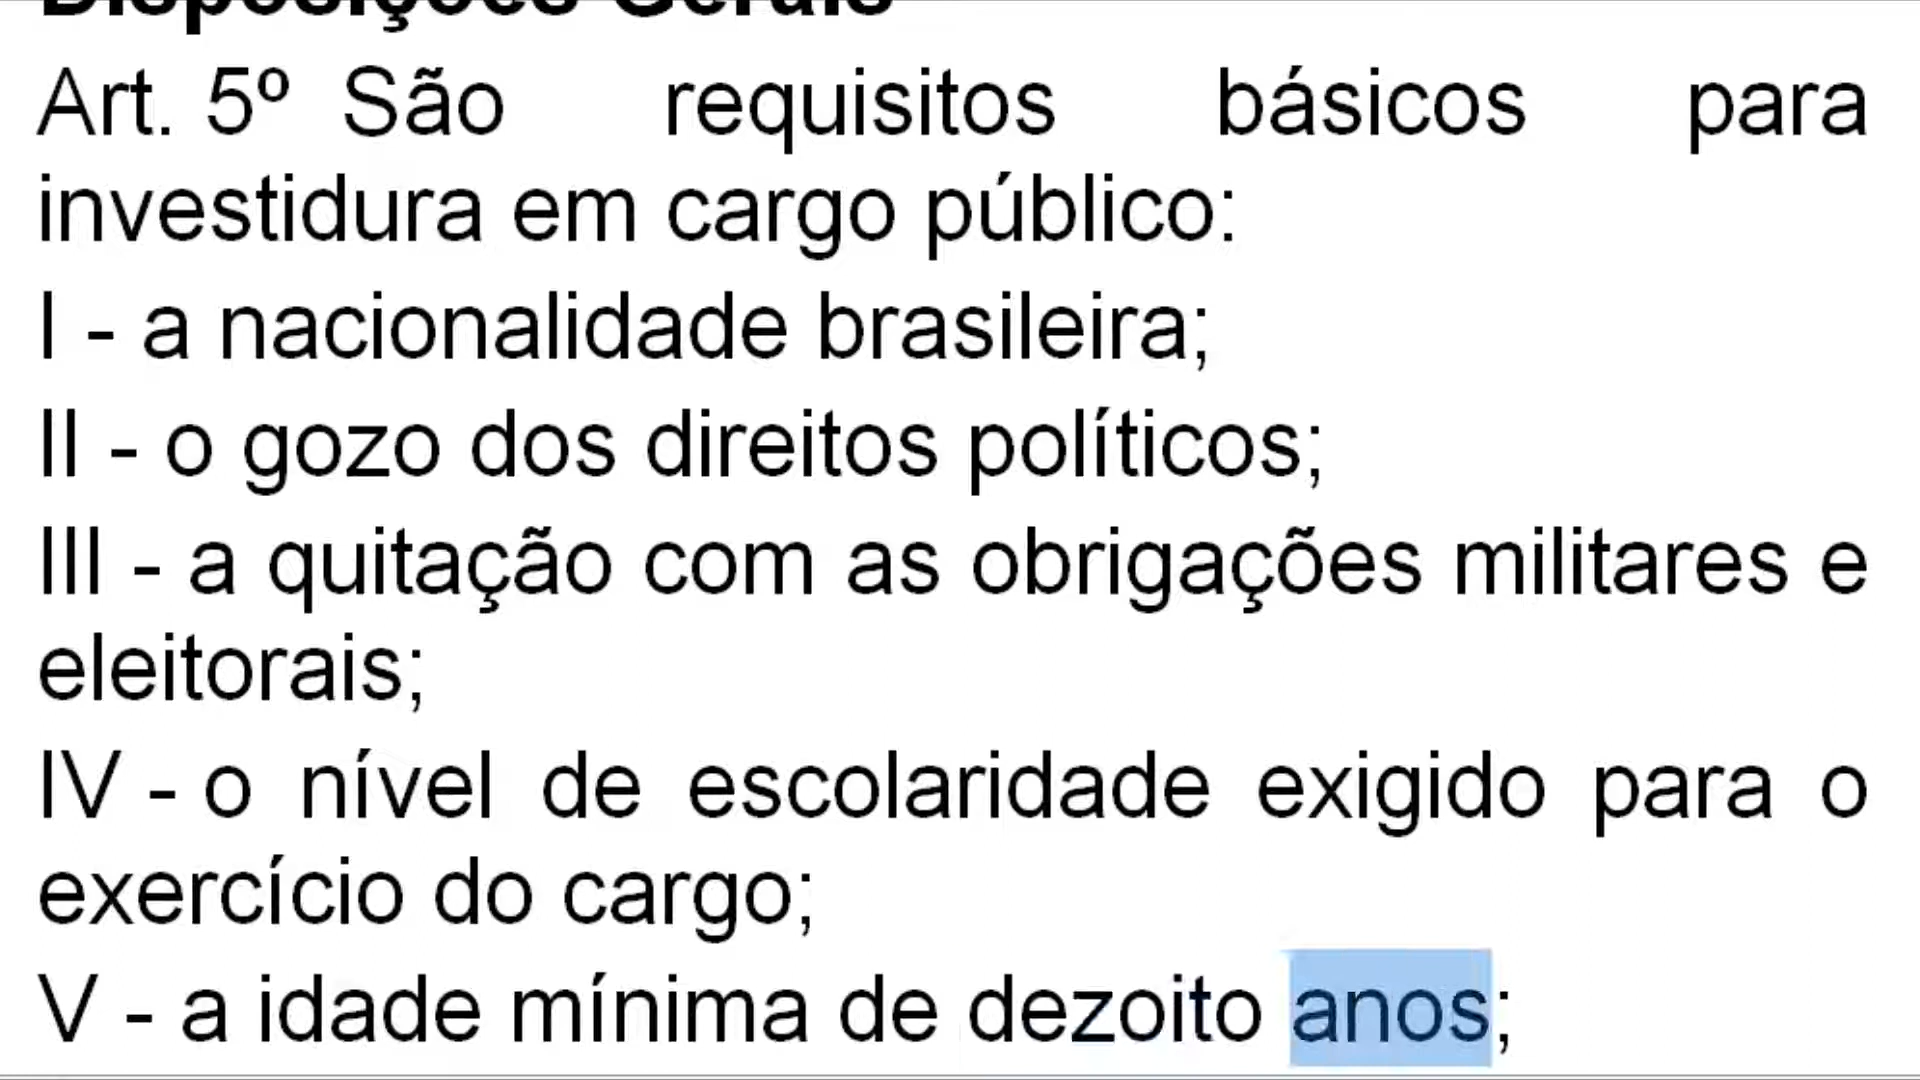 Disposições Gerais
Art. 5º São requisitos básicos para
investidura em cargo público:
I - a nacionalidade brasileira;
II - o gozo dos direitos políticos;
III - a quitação com as obrigações militares e
eleitorais;
IV - o nível de escolaridade exigido para o
exercício do cargo;
V - a idade mínima de dezoito anos;